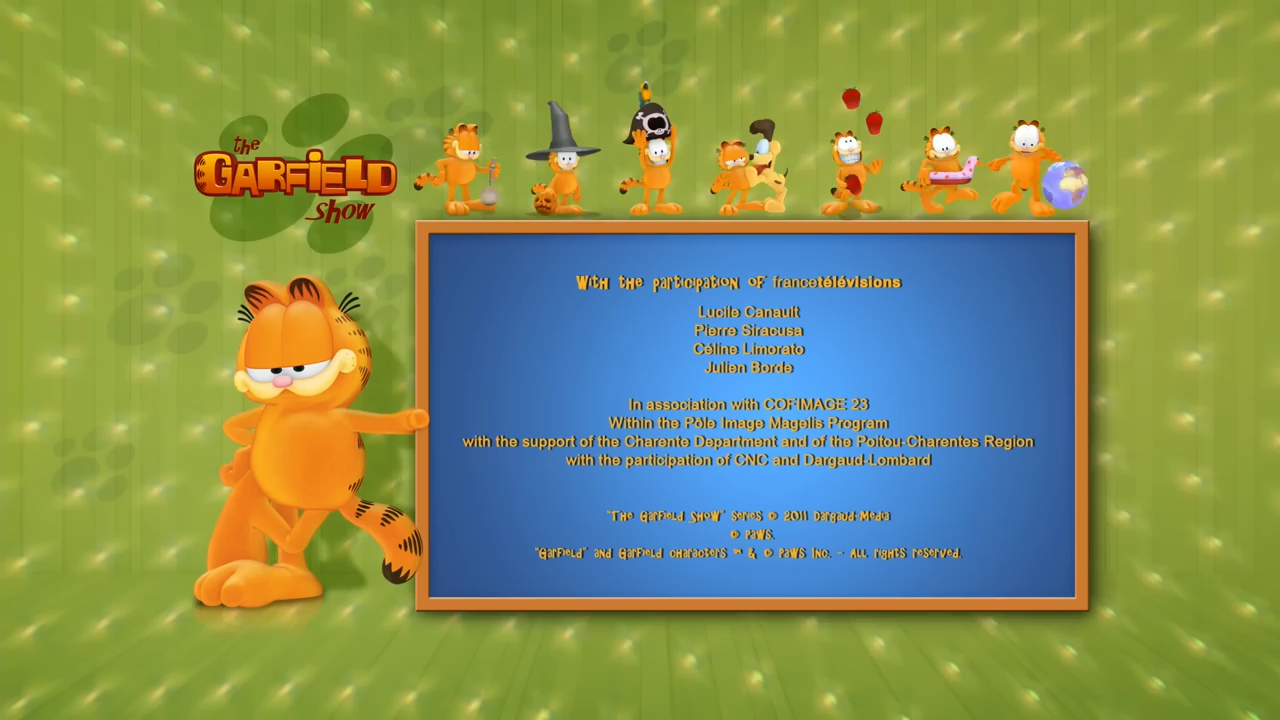 the
GARFiELD
show
With the participation of francetélévisions
Lucile Canault
Pierre Siracusa
Céline Limorato
Julien Borde
In association with COFIMAGE 23
Within the Pôle Image Magelis Program
with the support of the Charente Department and of the Poitou-Charentes Region
with the participation of CNC and Dargaud-Lombard
"The Garfield Show" series © 2011 Dargaud-Media
© PAWS.
"Garfield" and Garfield characters ™ & © PAWS INC. - All rights reserved.